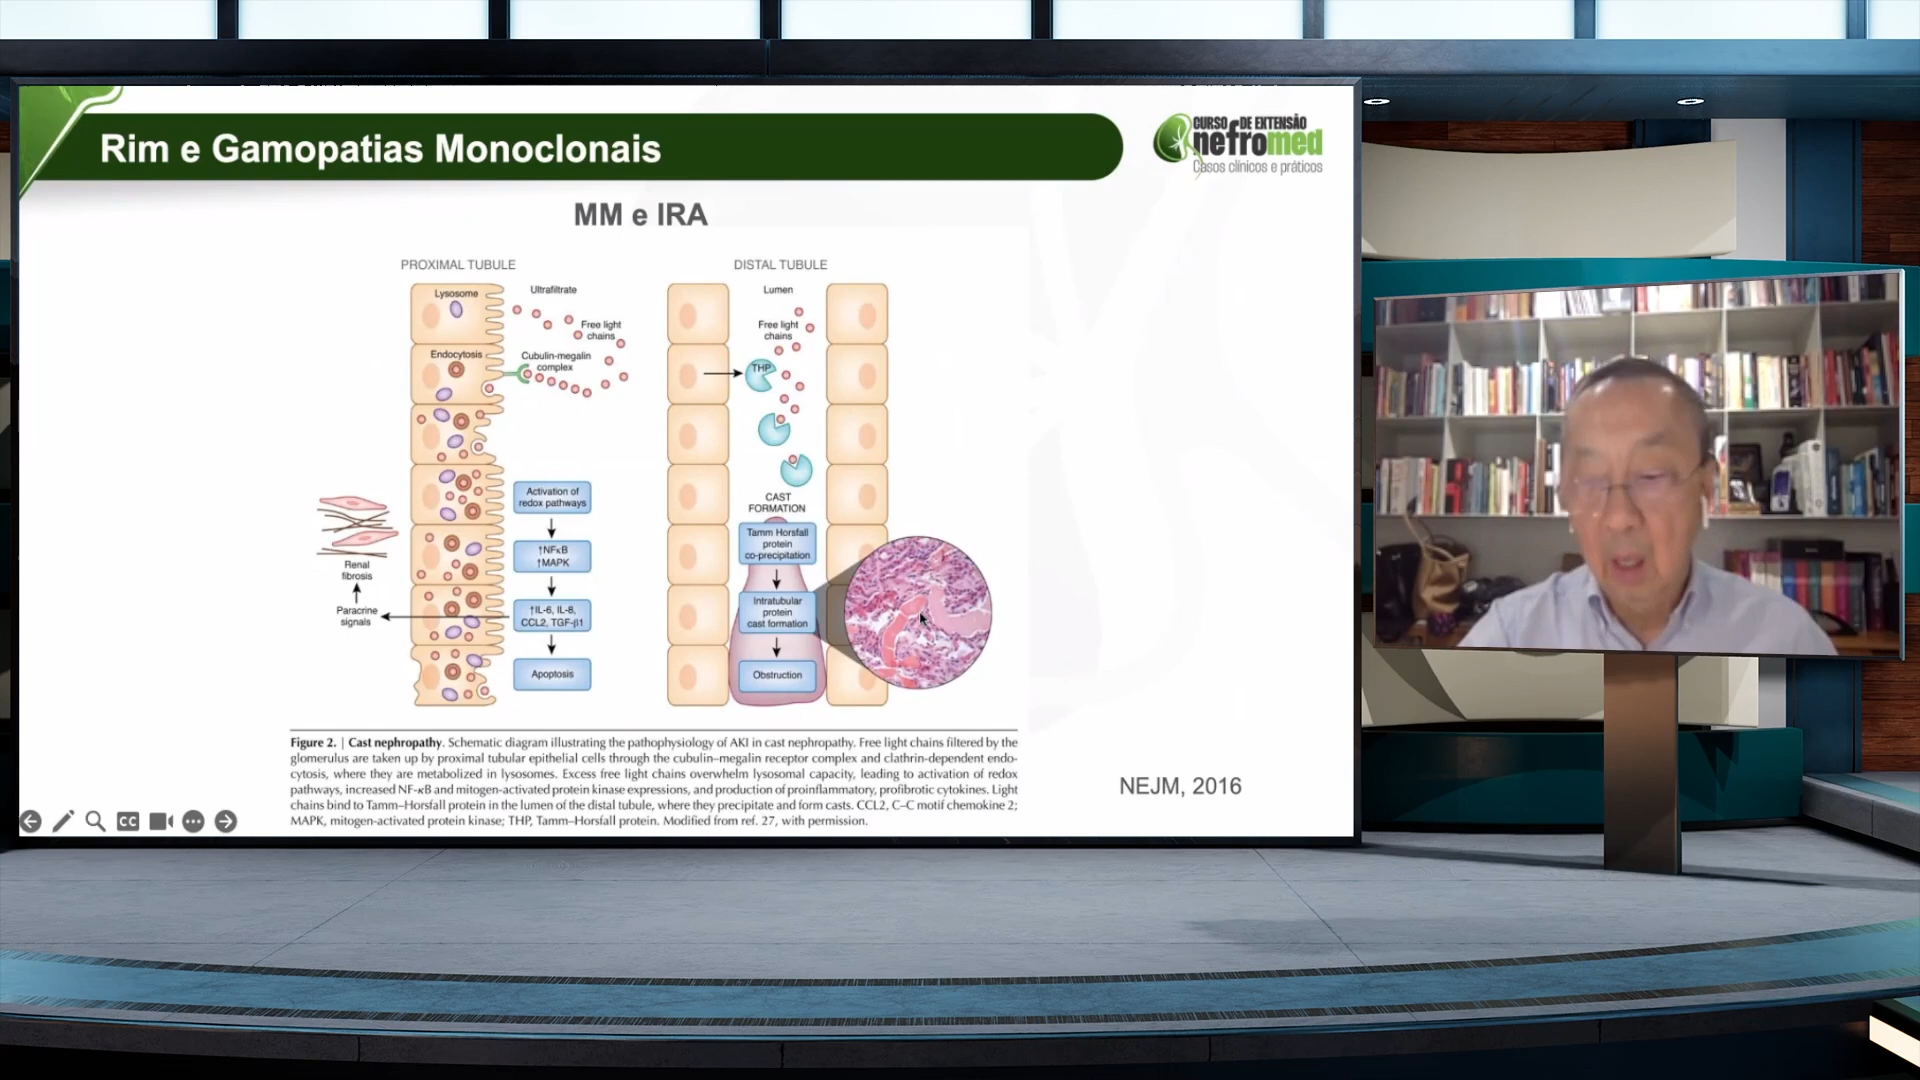 Rim e Gamopatias Monoclonais
CURSO DE EXTENSÃO
nefromed
Casos clínicos e práticos
MM e IRA
PROXIMAL TUBULE
Lysosome
Ultrafiltrate
Free light
chains
Endocytosis
Cubulin-megalin
complex
Activation of
redox pathways
↑NFκB
↑MAPK
↑IL-6, IL-8,
CCL2, TGF-β1
Apoptosis
Renal
fibrosis
Paracrine
signals
DISTAL TUBULE
Lumen
Free light
chains
THP
CAST
FORMATION
Tamm Horsfall
protein
co-precipitation
Intratubular
protein
cast formation
Obstruction
Figure 2. | Cast nephropathy. Schematic diagram illustrating the pathophysiology of AKI in cast nephropathy. Free light chains filtered by the
glomerulus are taken up by proximal tubular epithelial cells through the cubulin–megalin receptor complex and clathrin-dependent endo-
cytosis, where they are metabolized in lysosomes. Excess free light chains overwhelm lysosomal capacity, leading to activation of redox
pathways, increased NF-κB and mitogen-activated protein kinase expressions, and production of proinflammatory, profibrotic cytokines. Light
chains bind to Tamm–Horsfall protein in the lumen of the distal tubule, where they precipitate and form casts. CCL2, C–C motif chemokine 2;
MAPK, mitogen-activated protein kinase; THP, Tamm–Horsfall protein. Modified from ref. 27, with permission.
NEJM, 2016
CC